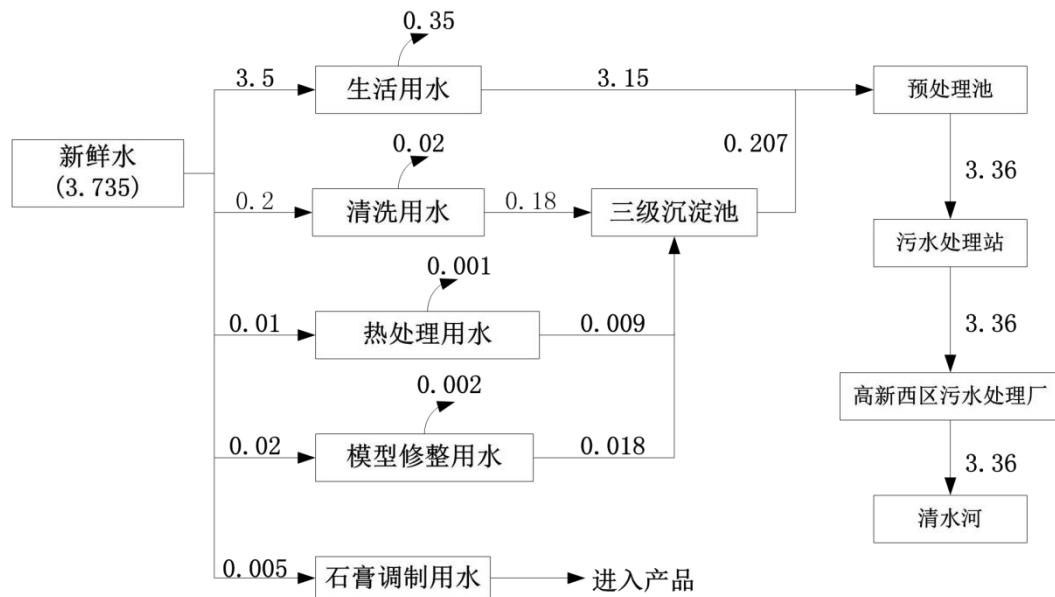 0.35
3.5
生活用水
3.15
预处理池
新鲜水
(3.735)
0.02
0.207
3.36
0.2
清洗用水
0.18
三级沉淀池
污水处理站
0.001
0.01
热处理用水
0.009
3.36
0.002
高新西区污水处理厂
0.02
模型修整用水
0.018
3.36
清水河
0.005
石膏调制用水
进入产品